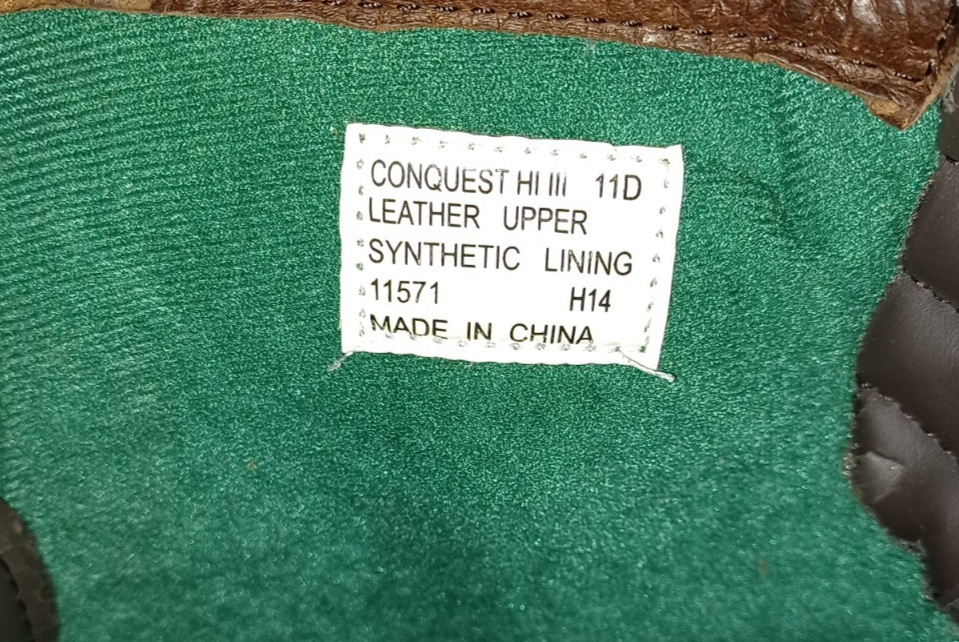 CONQUEST HI III 11D
LEATHER UPPER
SYNTHETIC LINING
11571 H14
MADE IN CHINA